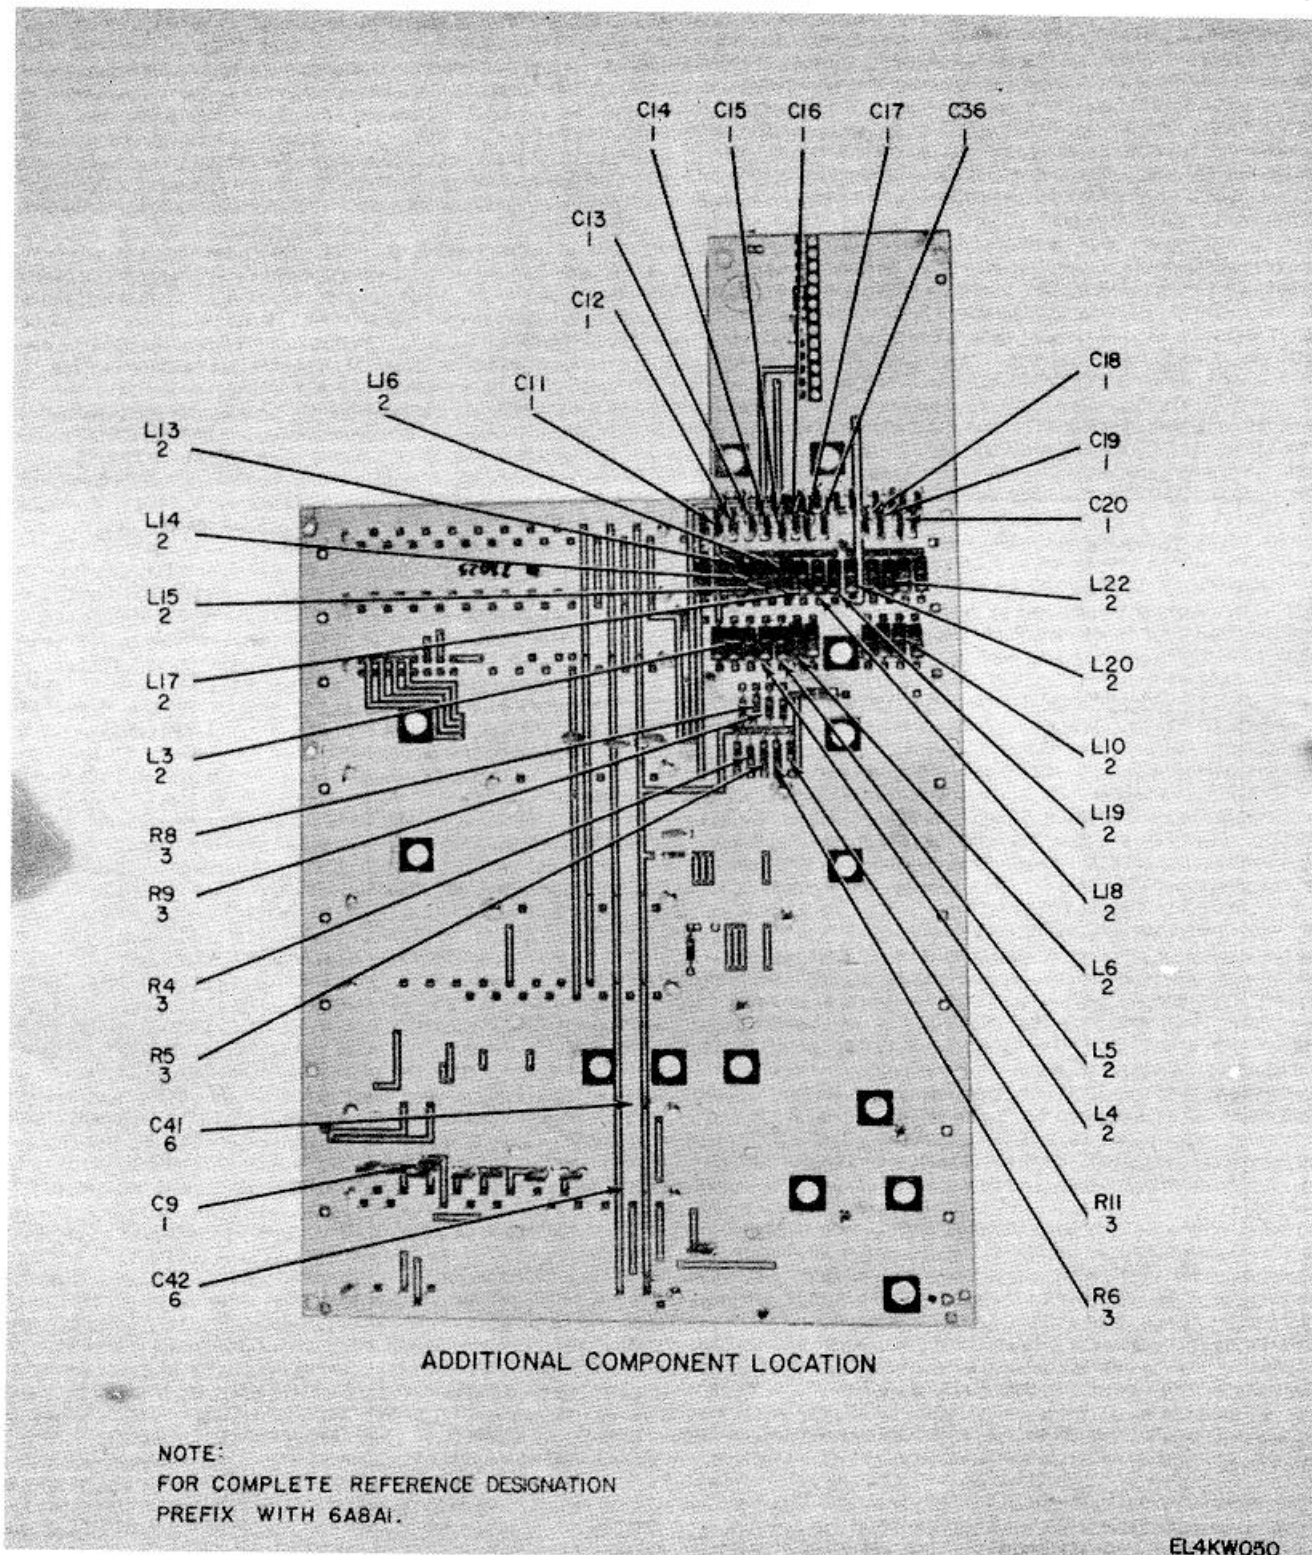 C14 C15 C16 C17 C36
1 1 1 1 1
C13
1
C12
1
C18
1
L16 C11
2 1
L13
2
C19
1
L14
2
C20
1
L15
2
L22
2
L17
2
L20
2
L3
2
L10
2
R8
3
L19
2
R9
3
L18
2
R4
3
L6
2
R5
3
L5
2
C41
6
L4
2
C9
1
R11
3
C42
6
R6
3
ADDITIONAL COMPONENT LOCATION
NOTE:
FOR COMPLETE REFERENCE DESIGNATION
PREFIX WITH 6A8A1.
EL4KW050